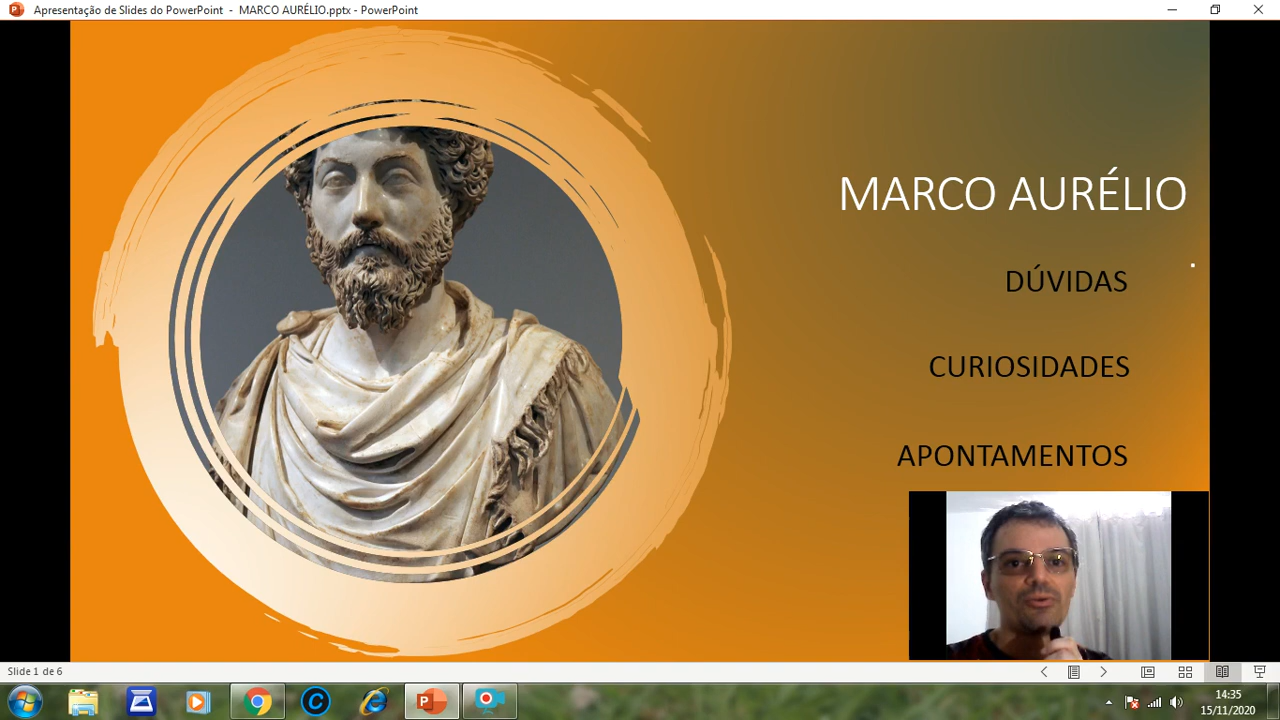 Apresentação de Slides do PowerPoint - MARCO AURÉLIO.pptx - PowerPoint
MARCO AURÉLIO
DÚVIDAS
CURIOSIDADES
APONTAMENTOS
Slide 1 de 6
14:35
15/11/2020